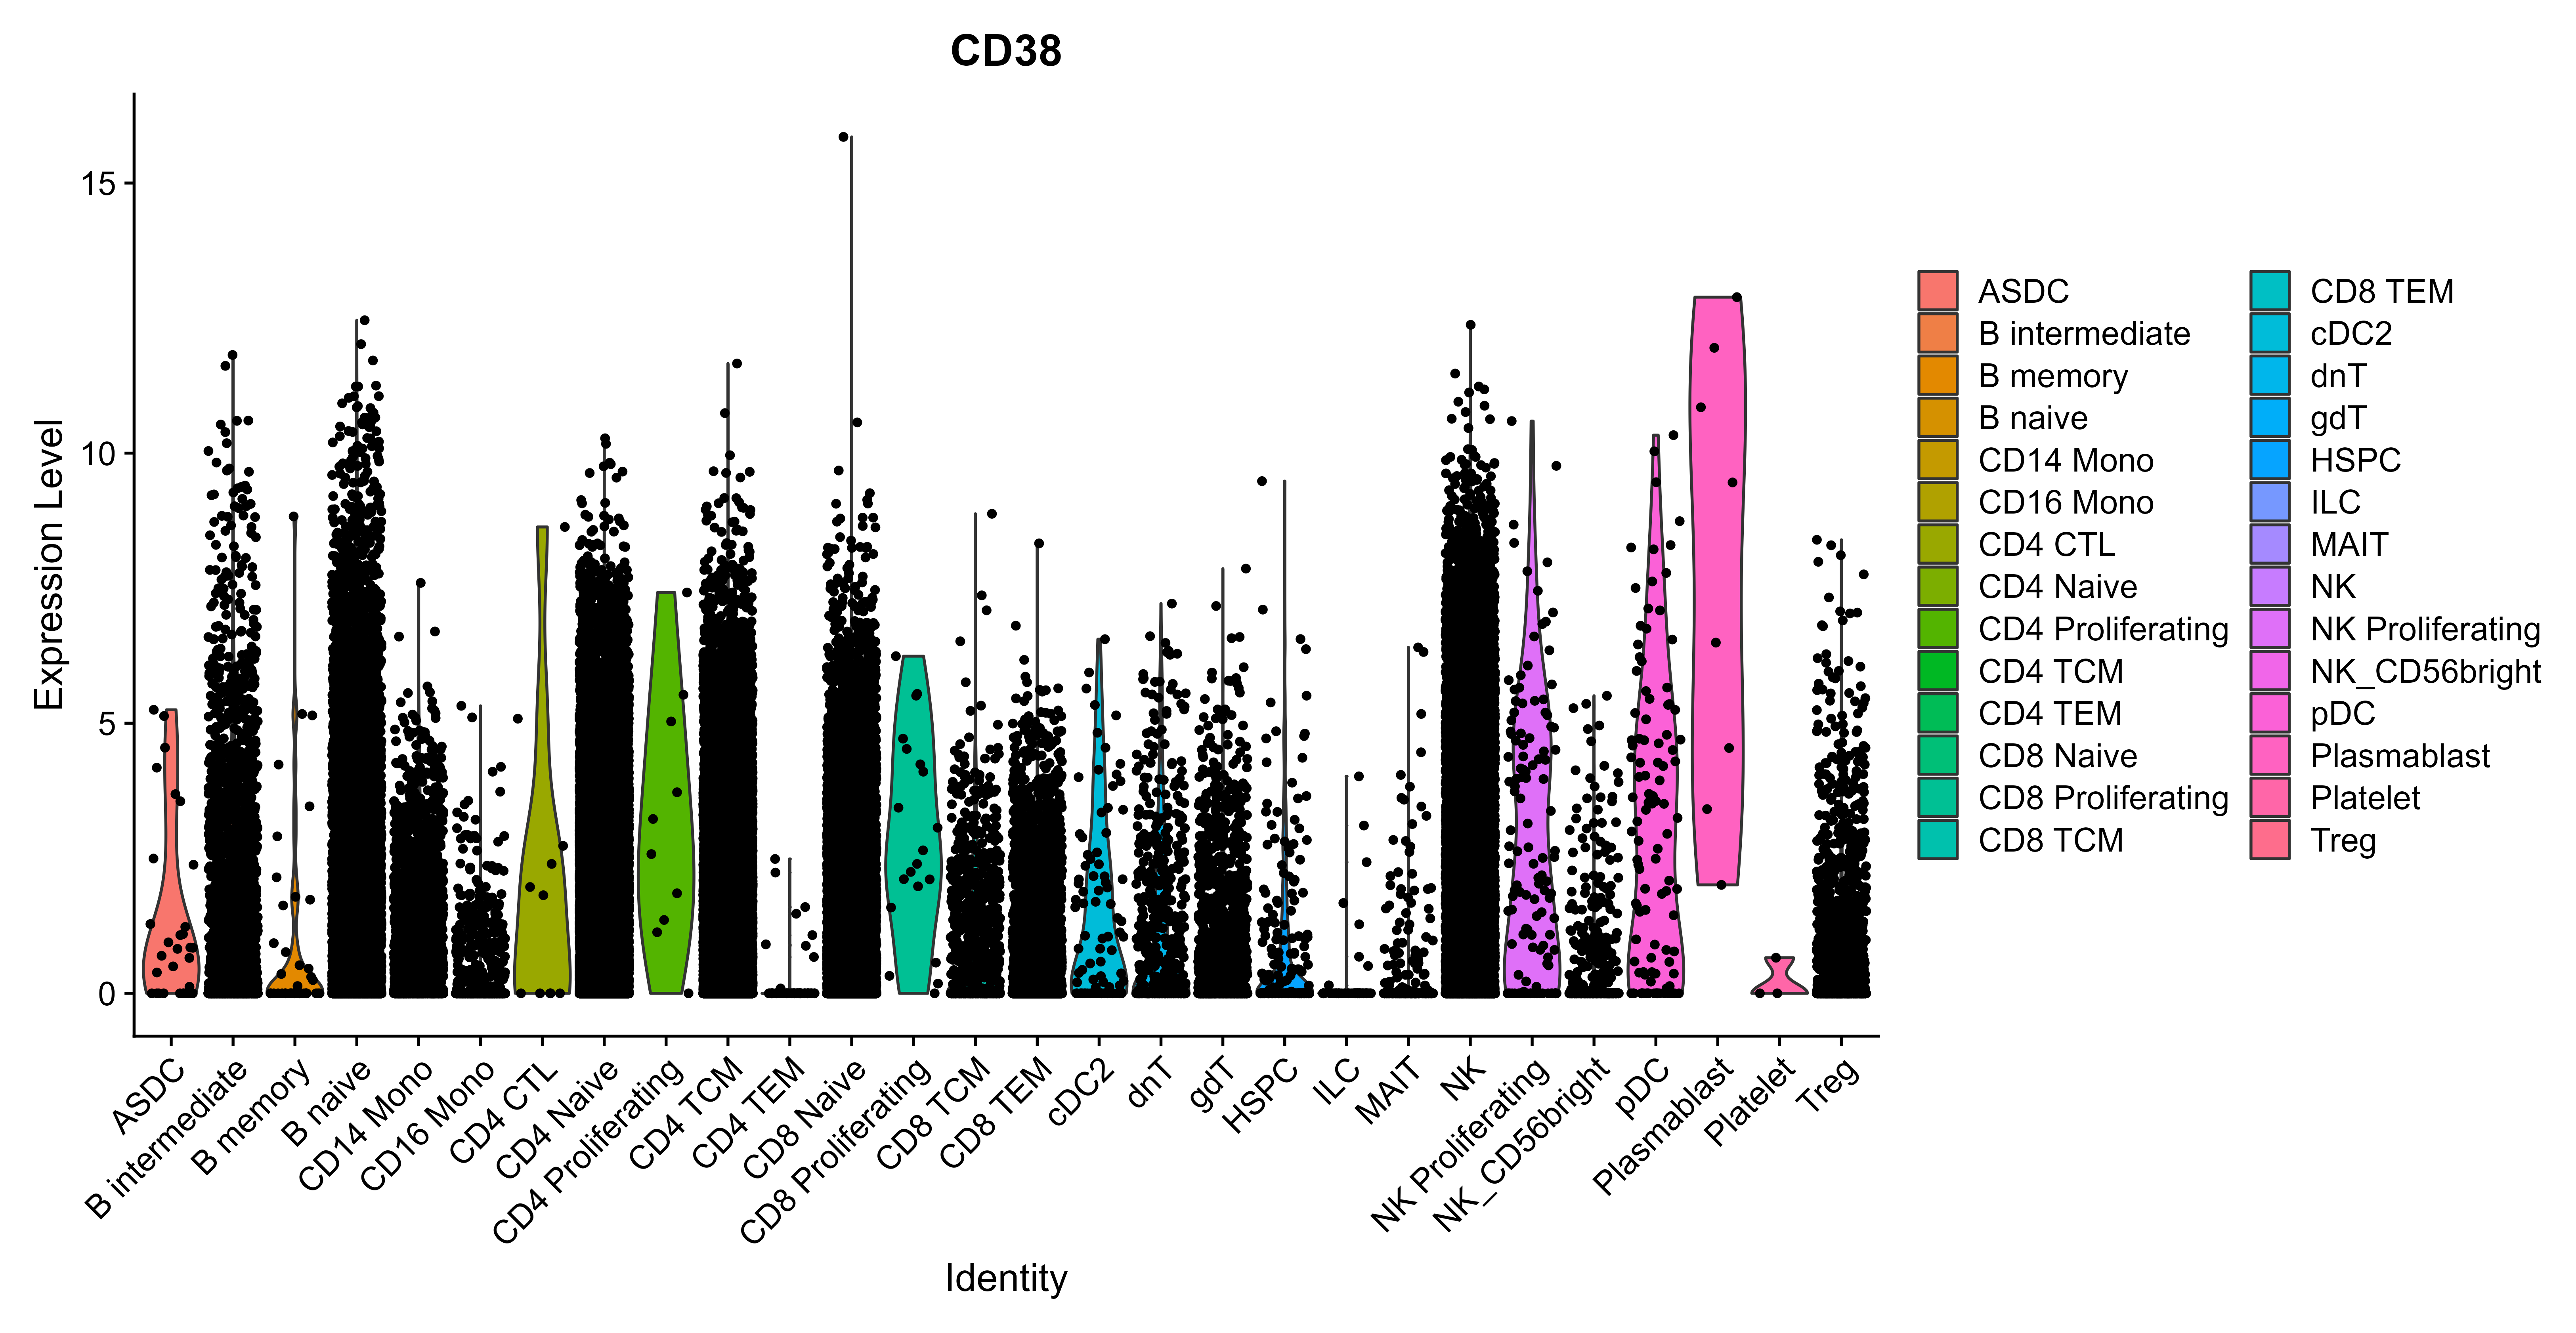 CD38
Expression Level
15
10
5
0
ASDC
B intermediate
B memory
B naive
CD14 Mono
CD16 Mono
CD4 CTL
CD4 Naive
CD4 Proliferating
CD4 TCM
CD4 TEM
CD8 Naive
CD8 Proliferating
CD8 TCM
CD8 TEM
cDC2
dnT
gdT
HSPC
ILC
MAIT
NK
NK Proliferating
NK_CD56bright
pDC
Plasmablast
Platelet
Treg
Identity
ASDC
B intermediate
B memory
B naive
CD14 Mono
CD16 Mono
CD4 CTL
CD4 Naive
CD4 Proliferating
CD4 TCM
CD4 TEM
CD8 Naive
CD8 Proliferating
CD8 TCM
CD8 TEM
cDC2
dnT
gdT
HSPC
ILC
MAIT
NK
NK Proliferating
NK_CD56bright
pDC
Plasmablast
Platelet
Treg